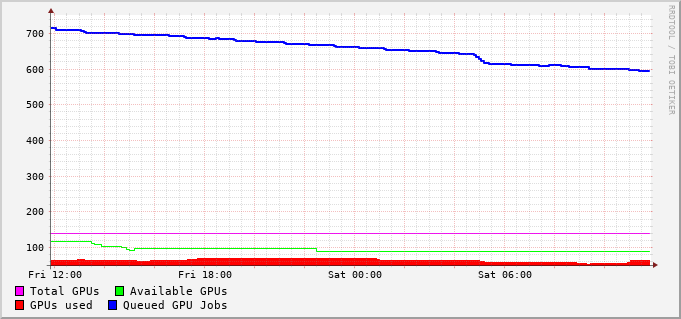 700
600
500
400
300
200
100
Fri 12:00 Fri 18:00 Sat 00:00 Sat 06:00
Total GPUs Available GPUs
GPUs used Queued GPU Jobs
RRDTOOL / TOBI OETIKER